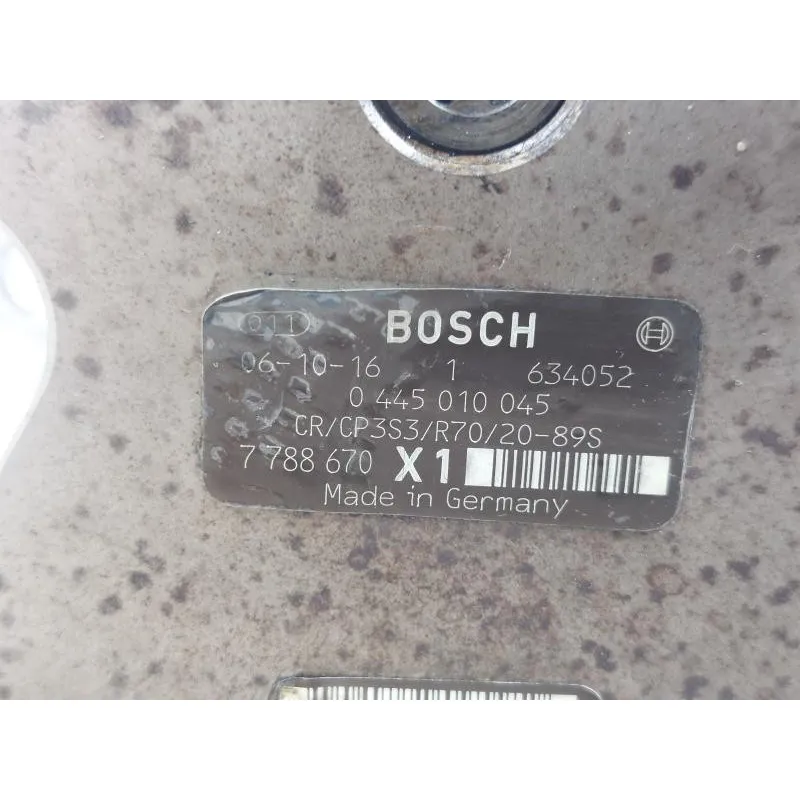 011 BOSCH
06-10-16 1 634052
0 445 010 045
CR/CP3S3/R70/20-89S
7 788 670 X1
Made in Germany